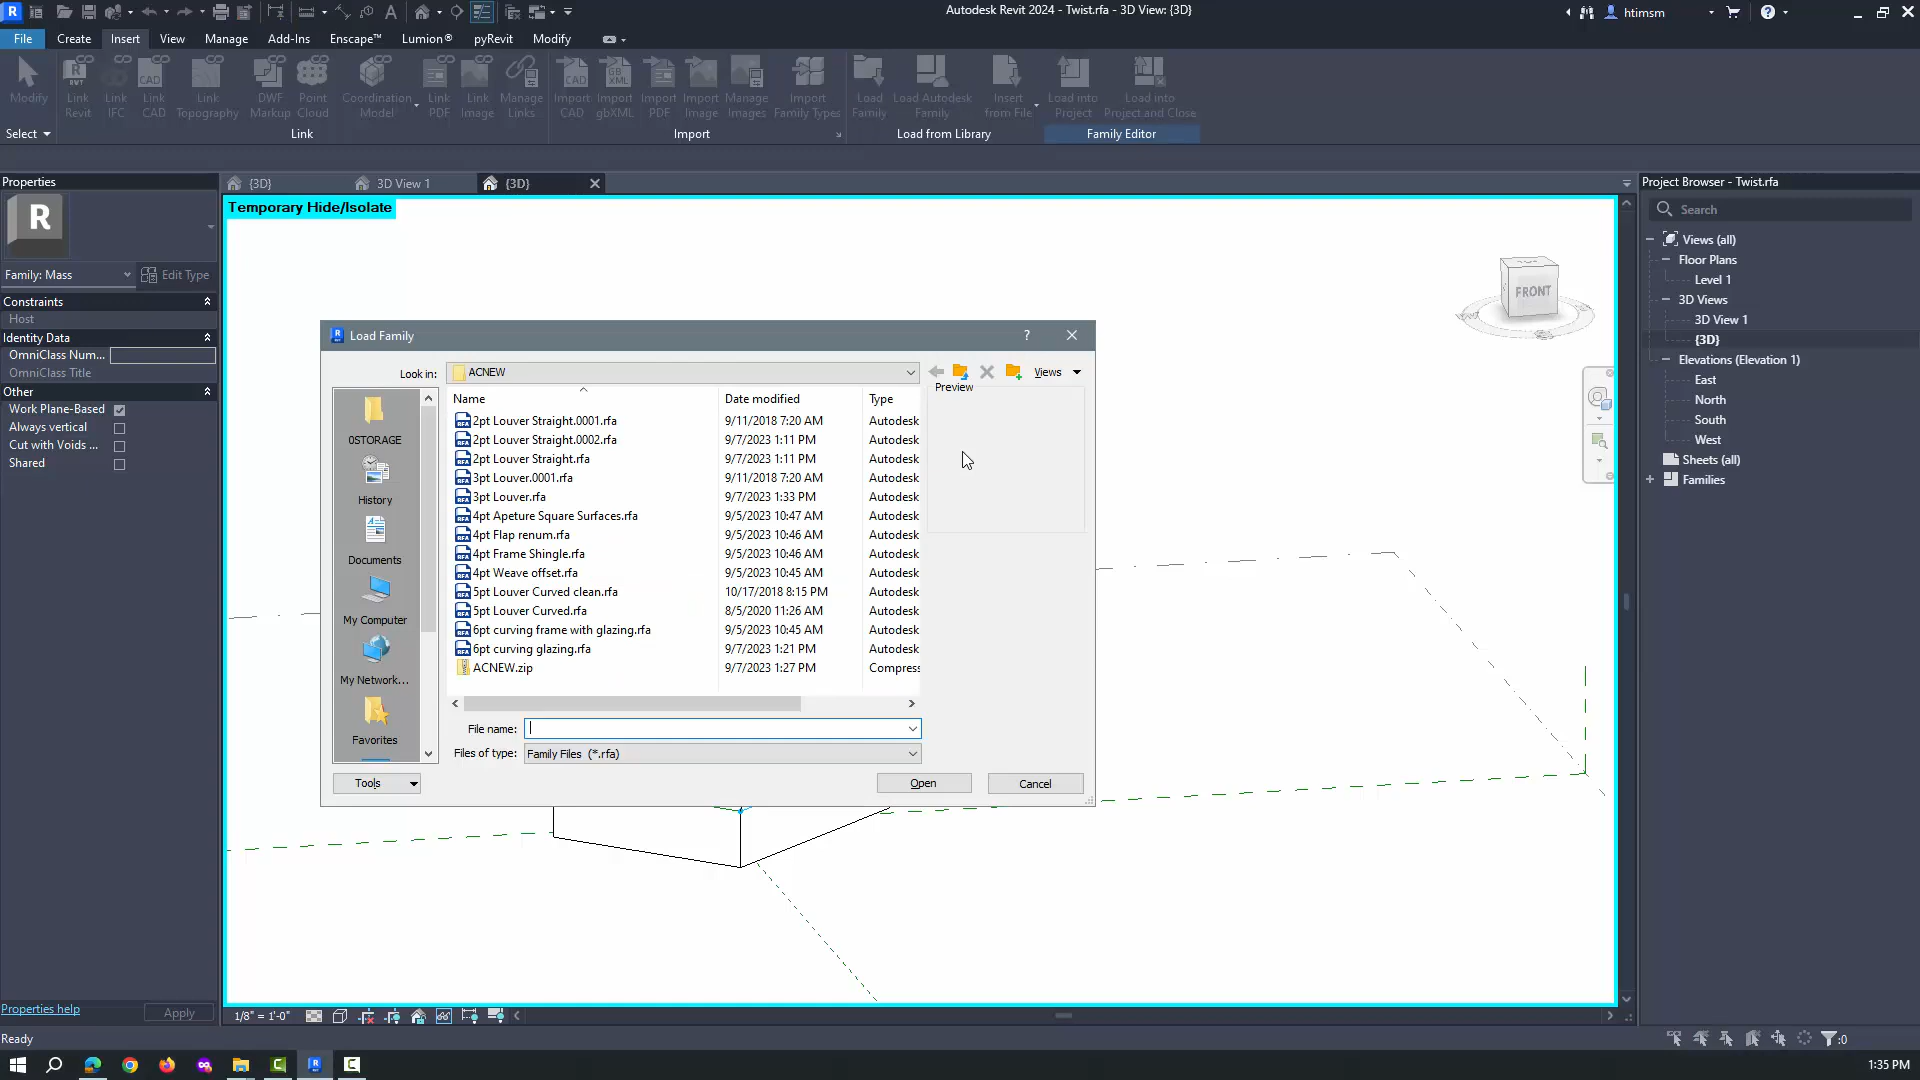 Autodesk Revit 2024 - Twist.rfa - 3D View: {3D}
htimsm
File Create Insert View Manage Add-Ins Enscape™ Lumion® pyRevit Modify
Modify
Link Revit
Link IFC
Link CAD
Link Topography
DWF Markup
Point Cloud
Coordination Model
Link PDF
Link Image
Manage Links
Import CAD
Import gbXML
Import PDF
Import Image
Manage Images
Import Family Types
Load Family
Load Autodesk Family
Insert from File
Load into Project
Load into Project and Close
Select Link Import Load from Library Family Editor
Properties
{3D} 3D View 1 {3D}
Project Browser - Twist.rfa
Temporary Hide/Isolate
Search
R
Family: Mass Edit Type
Constraints
Host
Identity Data
OmniClass Num...
OmniClass Title
Other
Work Plane-Based
Always vertical
Cut with Voids ...
Shared
Properties help Apply
FRONT
Load Family ?
Look in: ACNEW Views
Preview
0STORAGE
History
Documents
My Computer
My Network...
Favorites
Name Date modified Type
2pt Louver Straight.0001.rfa 9/11/2018 7:20 AM Autodesk
2pt Louver Straight.0002.rfa 9/7/2023 1:11 PM Autodesk
2pt Louver Straight.rfa 9/7/2023 1:11 PM Autodesk
3pt Louver.0001.rfa 9/11/2018 7:20 AM Autodesk
3pt Louver.rfa 9/7/2023 1:33 PM Autodesk
4pt Apeture Square Surfaces.rfa 9/5/2023 10:47 AM Autodesk
4pt Flap renum.rfa 9/5/2023 10:46 AM Autodesk
4pt Frame Shingle.rfa 9/5/2023 10:46 AM Autodesk
4pt Weave offset.rfa 9/5/2023 10:45 AM Autodesk
5pt Louver Curved clean.rfa 10/17/2018 8:15 PM Autodesk
5pt Louver Curved.rfa 8/5/2020 11:26 AM Autodesk
6pt curving frame with glazing.rfa 9/5/2023 10:45 AM Autodesk
6pt curving glazing.rfa 9/7/2023 1:21 PM Autodesk
ACNEW.zip 9/7/2023 1:27 PM Compress
File name:
Files of type: Family Files (*.rfa)
Tools Open Cancel
Views (all)
Floor Plans
Level 1
3D Views
3D View 1
{3D}
Elevations (Elevation 1)
East
North
South
West
Sheets (all)
Families
1/8" = 1'-0"
Ready
:0
1:35 PM